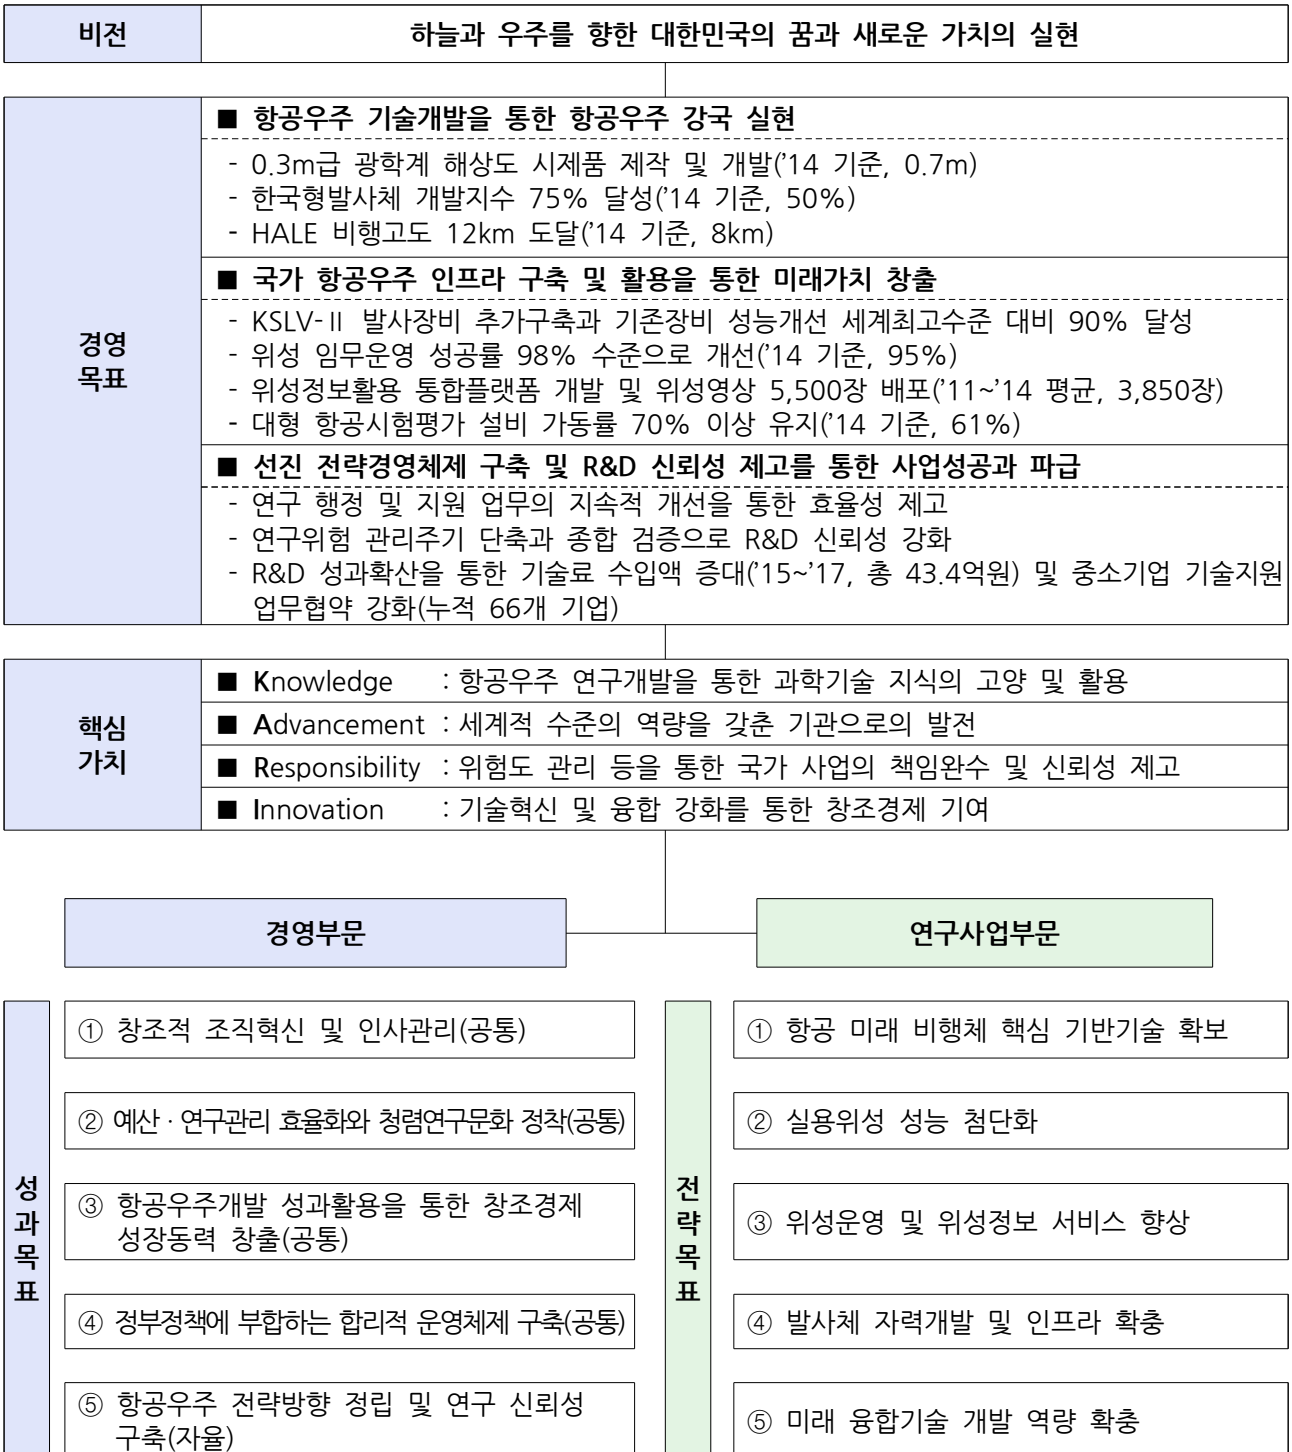 비전
하늘과 우주를 향한 대한민국의 꿈과 새로운 가치의 실현
경영
목표
■ 항공우주 기술개발을 통한 항공우주 강국 실현
- 0.3m급 광학계 해상도 시제품 제작 및 개발('14 기준, 0.7m)
- 한국형발사체 개발지수 75% 달성('14 기준, 50%)
- HALE 비행고도 12km 도달('14 기준, 8km)
■ 국가 항공우주 인프라 구축 및 활용을 통한 미래가치 창출
- KSLV-Ⅱ 발사장비 추가구축과 기존장비 성능개선 세계최고수준 대비 90% 달성
- 위성 임무운영 성공률 98% 수준으로 개선('14 기준, 95%)
- 위성정보활용 통합플랫폼 개발 및 위성영상 5,500장 배포('11~'14 평균, 3,850장)
- 대형 항공시험평가 설비 가동률 70% 이상 유지('14 기준, 61%)
■ 선진 전략경영체제 구축 및 R&D 신뢰성 제고를 통한 사업성공과 파급
- 연구 행정 및 지원 업무의 지속적 개선을 통한 효율성 제고
- 연구위험 관리주기 단축과 종합 검증으로 R&D 신뢰성 강화
- R&D 성과확산을 통한 기술료 수입액 증대('15~'17, 총 43.4억원) 및 중소기업 기술지원
업무협약 강화(누적 66개 기업)
핵심
가치
■ Knowledge : 항공우주 연구개발을 통한 과학기술 지식의 고양 및 활용
■ Advancement : 세계적 수준의 역량을 갖춘 기관으로의 발전
■ Responsibility : 위험도 관리 등을 통한 국가 사업의 책임완수 및 신뢰성 제고
■ Innovation : 기술혁신 및 융합 강화를 통한 창조경제 기여
경영부문
성과목표
① 창조적 조직혁신 및 인사관리(공통)
② 예산·연구관리 효율화와 청렴연구문화 정착(공통)
③ 항공우주개발 성과활용을 통한 창조경제
성장동력 창출(공통)
④ 정부정책에 부합하는 합리적 운영체제 구축(공통)
⑤ 항공우주 전략방향 정립 및 연구 신뢰성
구축(자율)
연구사업부문
전략목표
① 항공 미래 비행체 핵심 기반기술 확보
② 실용위성 성능 첨단화
③ 위성운영 및 위성정보 서비스 향상
④ 발사체 자력개발 및 인프라 확충
⑤ 미래 융합기술 개발 역량 확충